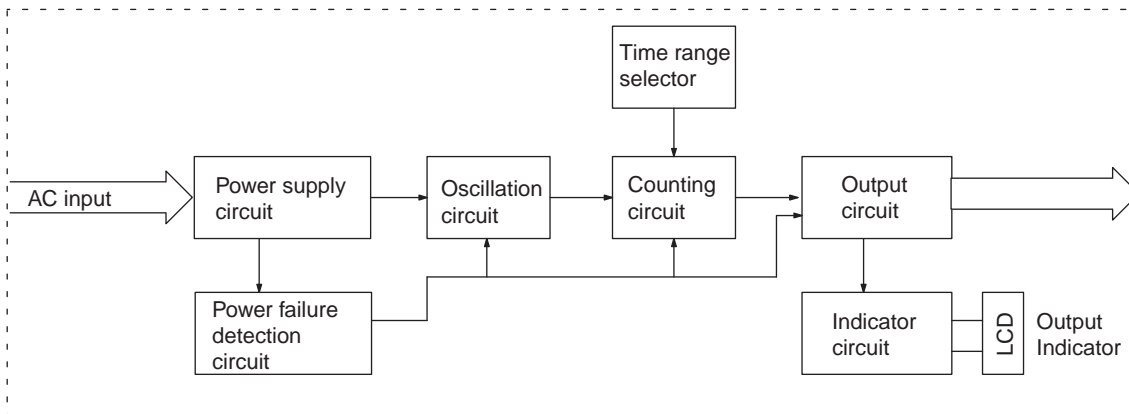 Time range
selector
AC input
Power supply
circuit
Oscillation
circuit
Counting
circuit
Output
circuit
Power failure
detection
circuit
Indicator
circuit
LCD
Output
Indicator